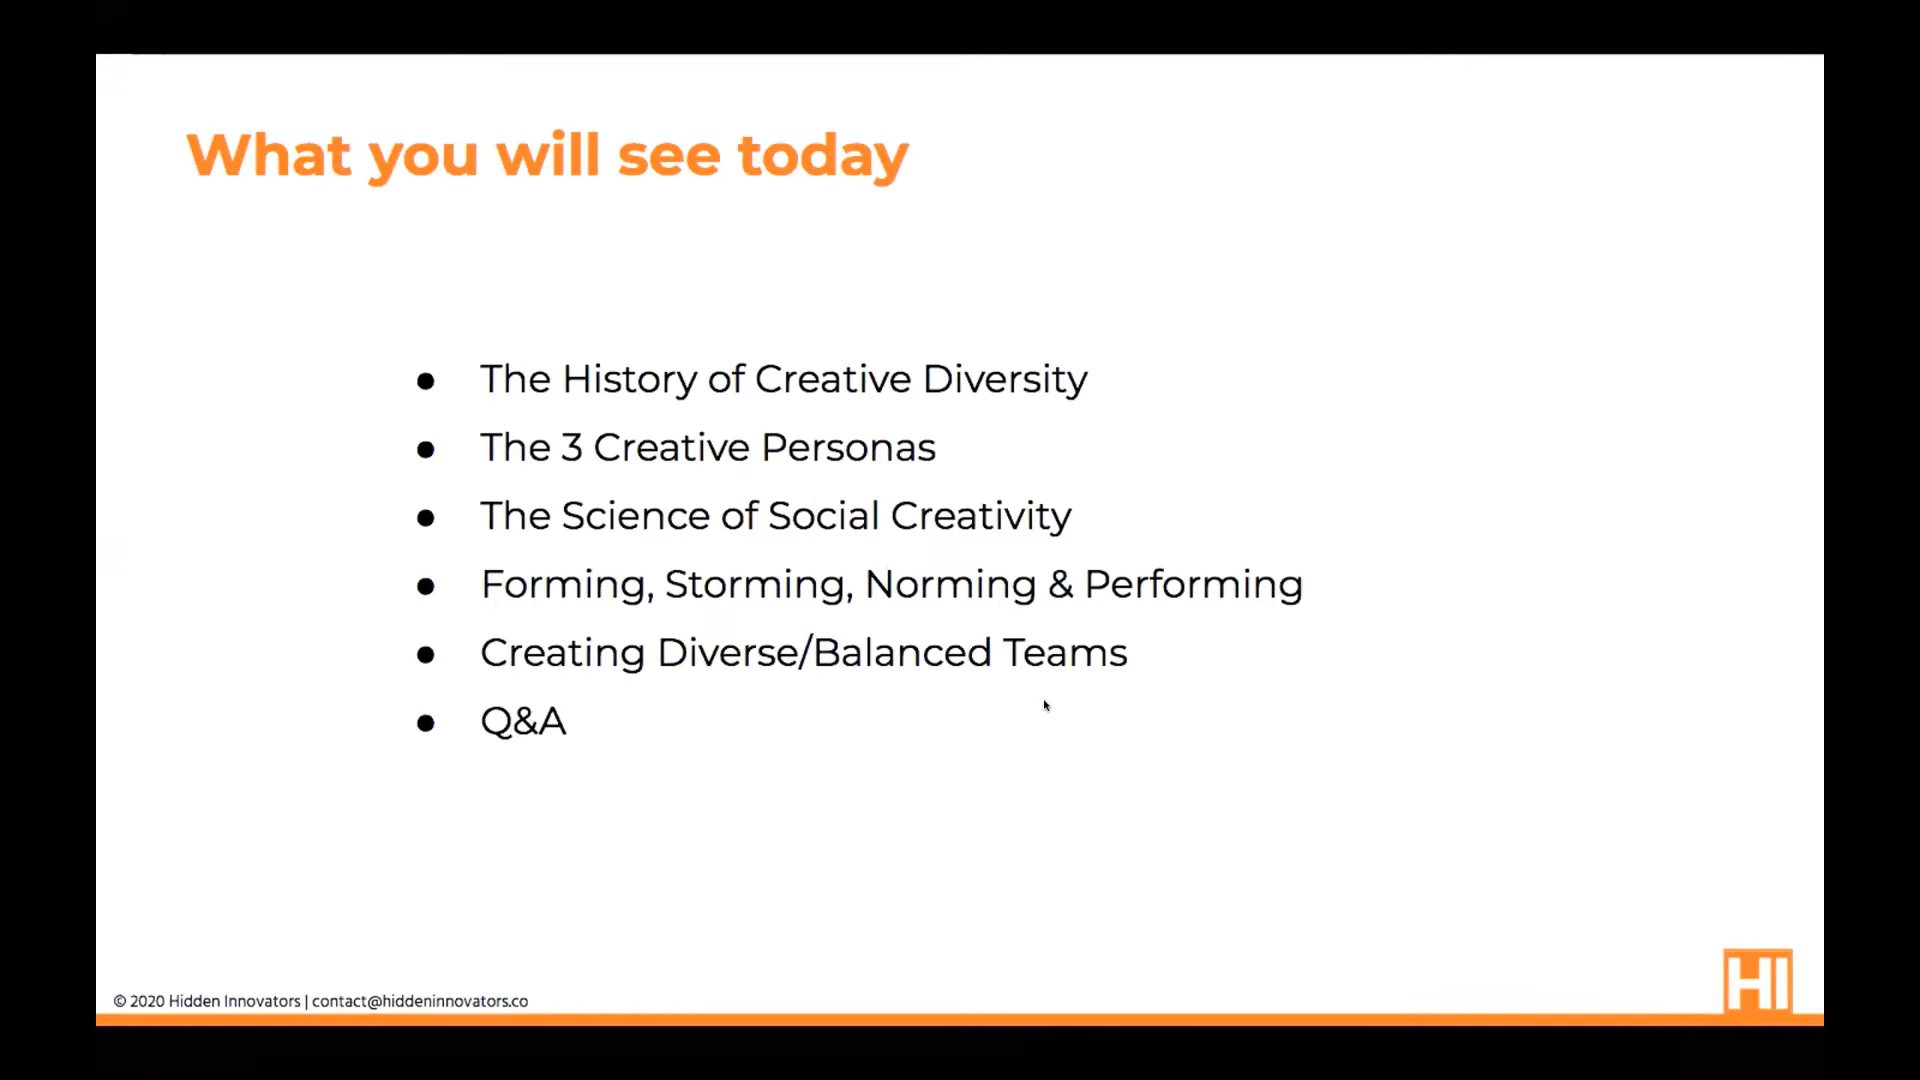 What you will see today
● The History of Creative Diversity
● The 3 Creative Personas
● The Science of Social Creativity
● Forming, Storming, Norming & Performing
● Creating Diverse/Balanced Teams
● Q&A
© 2020 Hidden Innovators | contact@hiddeninnovators.co
HI